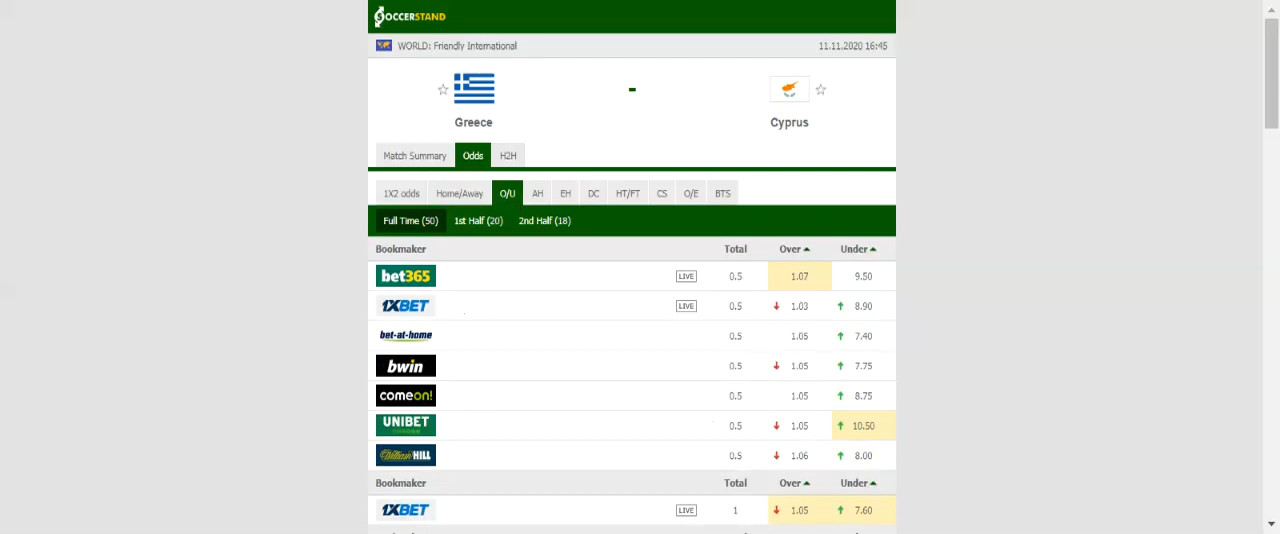 SOCCERSTAND
WORLD: Friendly International 11.11.2020 16:45
-
Greece Cyprus
Match Summary Odds H2H
1X2 odds Home/Away O/U AH EH DC HT/FT CS O/E BTS
Full Time (50) 1st Half (20) 2nd Half (18)
Bookmaker Total Over Under
bet365 LIVE 0.5 1.07 9.50
1XBET LIVE 0.5 1.03 8.90
bet-at-home 0.5 1.05 7.40
bwin 0.5 1.05 7.75
comeon! 0.5 1.05 8.75
UNIBET 0.5 1.05 10.50
William HILL 0.5 1.06 8.00
Bookmaker Total Over Under
1XBET LIVE 1 1.05 7.60